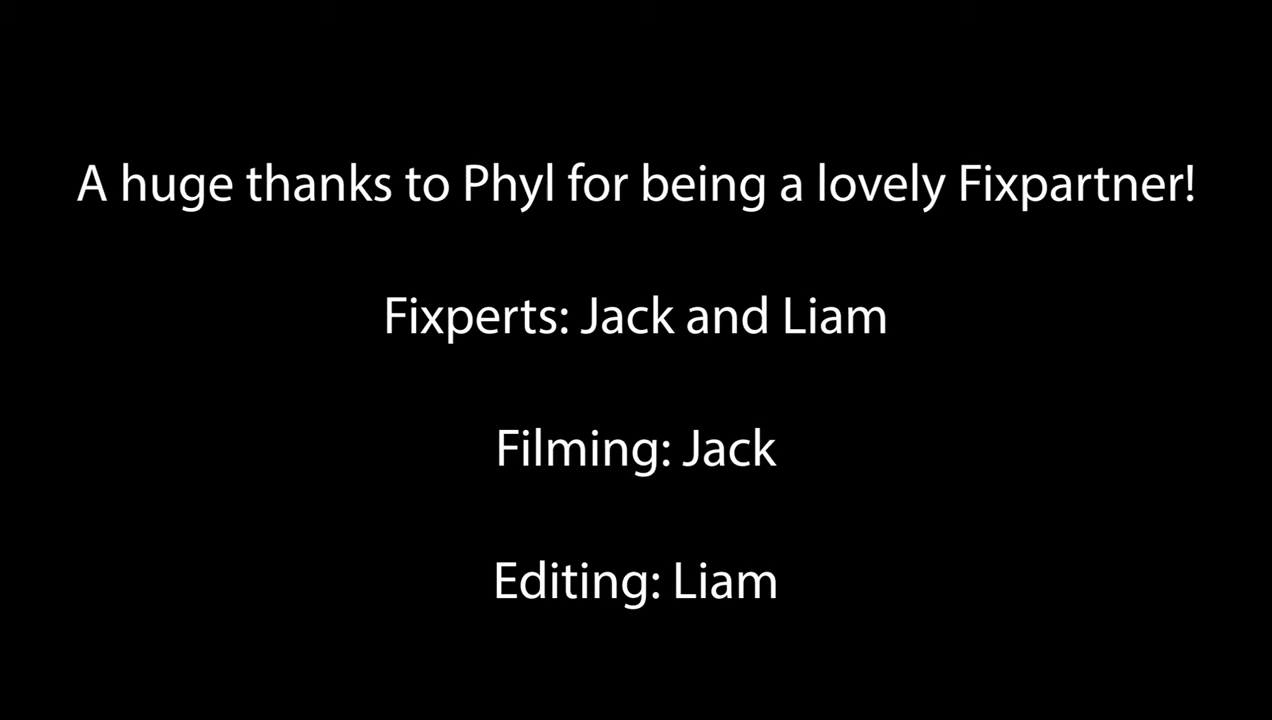 A huge thanks to Phyl for being a lovely Fixpartner!
Fixperts: Jack and Liam
Filming: Jack
Editing: Liam